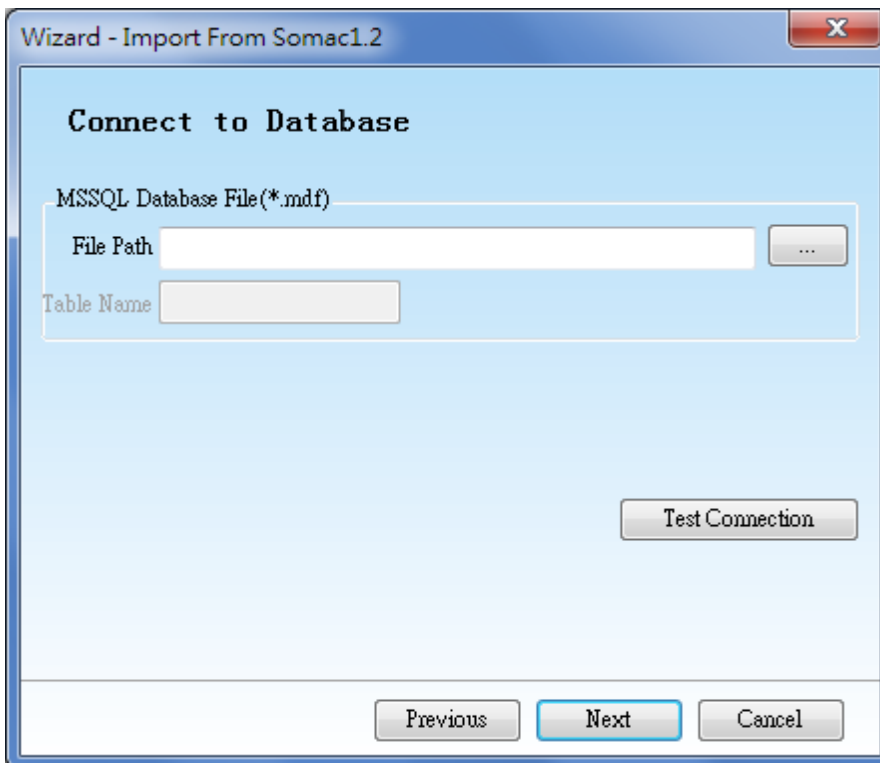 Wizard - Import From Somac1.2
Connect to Database
MSSQL Database File(*.mdf)
File Path
...
Table Name
Test Connection
Previous Next Cancel